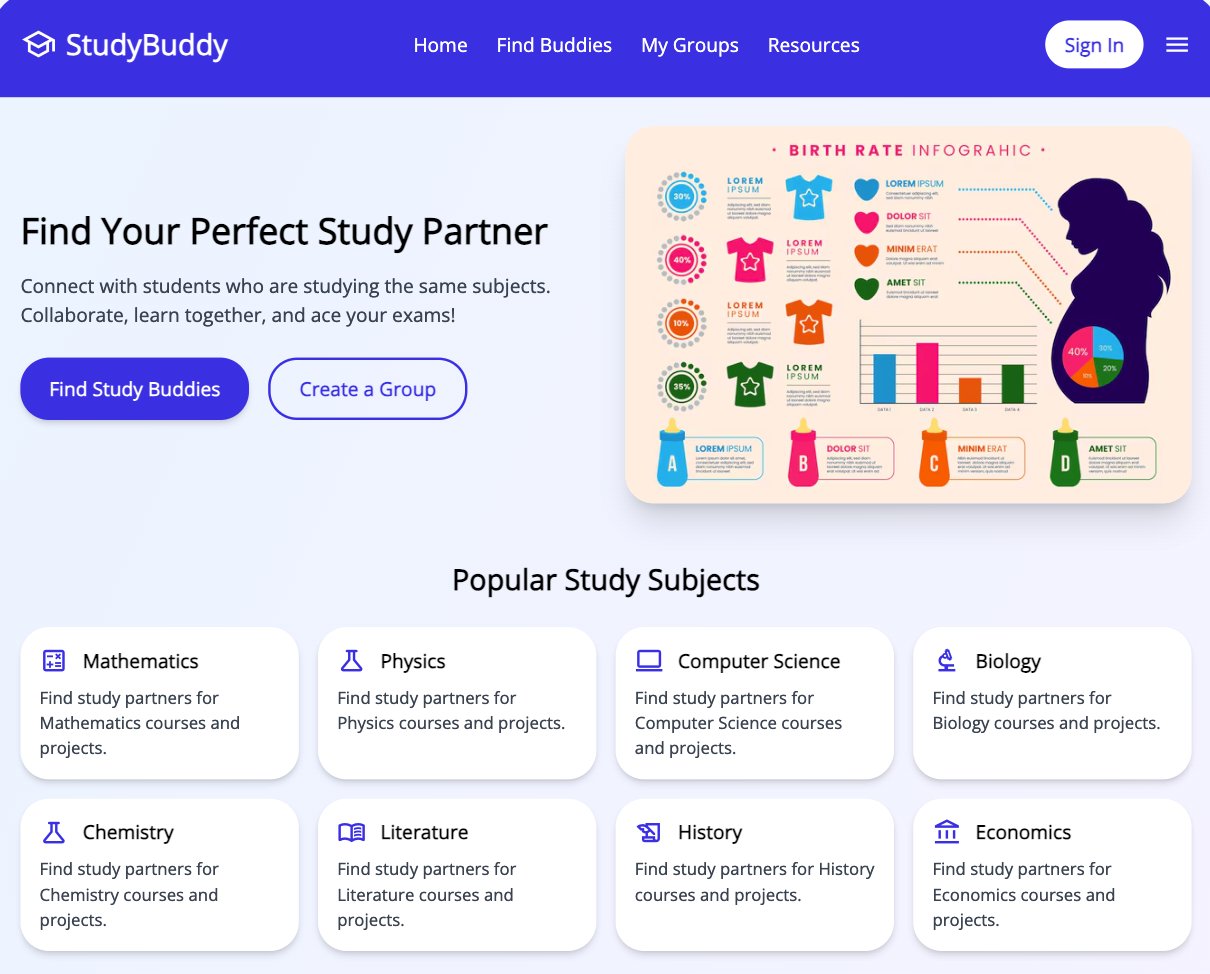 StudyBuddy
Home
Find Buddies
My Groups
Resources
Sign In
Find Your Perfect Study Partner
Connect with students who are studying the same subjects.
Collaborate, learn together, and ace your exams!
Find Study Buddies
Create a Group
• BIRTH RATE INFOGRAHIC •
30%
LOREM
IPSUM
40%
LOREM
IPSUM
10%
LOREM
IPSUM
35%
LOREM
IPSUM
LOREM IPSUM
DOLOR SIT
MINIM ERAT
AMET SIT
DATA 1
DATA 2
DATA 3
DATA 4
40%
30%
10%
20%
A
LOREM IPSUM
B
DOLOR SIT
C
MINIM ERAT
D
AMET SIT
Popular Study Subjects
Mathematics
Find study partners for
Mathematics courses and
projects.
Physics
Find study partners for
Physics courses and projects.
Computer Science
Find study partners for
Computer Science courses
and projects.
Biology
Find study partners for
Biology courses and projects.
Chemistry
Find study partners for
Chemistry courses and
projects.
Literature
Find study partners for
Literature courses and
projects.
History
Find study partners for History
courses and projects.
Economics
Find study partners for
Economics courses and
projects.